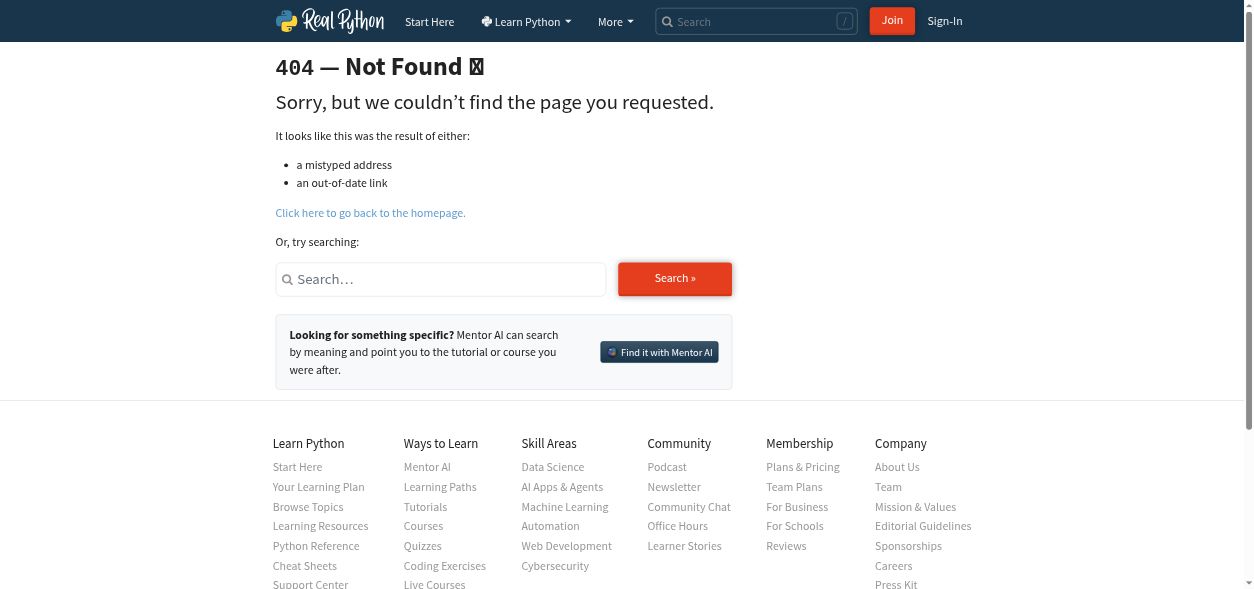 Real Python
Start Here
Learn Python
More
Search
/
Join
Sign-In
404 — Not Found
Sorry, but we couldn’t find the page you requested.
It looks like this was the result of either:
• a mistyped address
• an out-of-date link
Click here to go back to the homepage.
Or, try searching:
Search…
Search »
Looking for something specific? Mentor AI can search
by meaning and point you to the tutorial or course you
were after.
Find it with Mentor AI
Learn Python
Start Here
Your Learning Plan
Browse Topics
Learning Resources
Python Reference
Cheat Sheets
Support Center
Ways to Learn
Mentor AI
Learning Paths
Tutorials
Courses
Quizzes
Coding Exercises
Live Courses
Skill Areas
Data Science
AI Apps & Agents
Machine Learning
Automation
Web Development
Cybersecurity
Community
Podcast
Newsletter
Community Chat
Office Hours
Learner Stories
Membership
Plans & Pricing
Team Plans
For Business
For Schools
Reviews
Company
About Us
Team
Mission & Values
Editorial Guidelines
Sponsorships
Careers
Press Kit